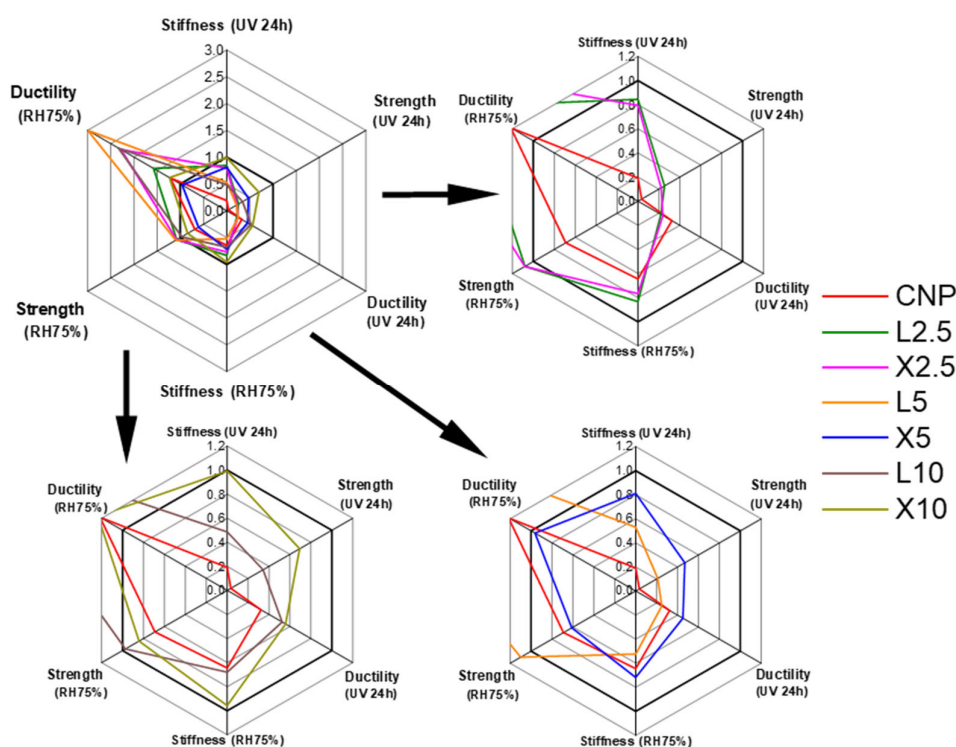 Stiffness (UV 24h)
3.0
2.5
2.0
1.5
1.0
0.5
0.0
Ductility
(RH75%)
Strength
(UV 24h)
Strength
(RH75%)
Ductility
(UV 24h)
Stiffness (RH75%)
Stiffness (UV 24h)
1.2
1.0
0.8
0.6
0.4
0.2
0.0
Ductility
(RH75%)
Strength
(UV 24h)
Strength
(RH75%)
Ductility
(UV 24h)
Stiffness (RH75%)
CNP
L2.5
X2.5
L5
X5
L10
X10
Stiffness (UV 24h)
1.2
1.0
0.8
0.6
0.4
0.2
0.0
Ductility
(RH75%)
Strength
(UV 24h)
Strength
(RH75%)
Ductility
(UV 24h)
Stiffness (RH75%)
Stiffness (UV 24h)
1.2
1.0
0.8
0.6
0.4
0.2
0.0
Ductility
(RH75%)
Strength
(UV 24h)
Strength
(RH75%)
Ductility
(UV 24h)
Stiffness (RH75%)